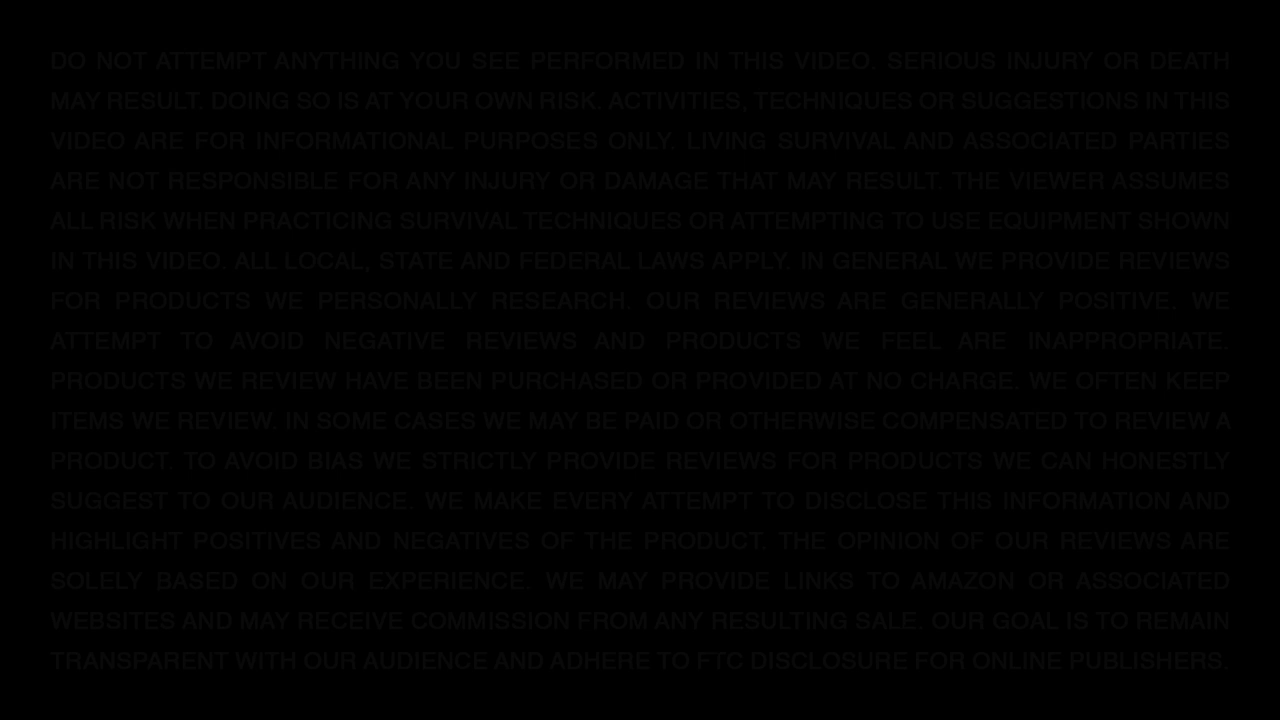 DO NOT ATTEMPT ANYTHING YOU SEE PERFORMED IN THIS VIDEO. SERIOUS INJURY OR DEATH
MAY RESULT. DOING SO IS AT YOUR OWN RISK. ACTIVITIES, TECHNIQUES OR SUGGESTIONS IN THIS
VIDEO ARE FOR INFORMATIONAL PURPOSES ONLY. LIVING SURVIVAL AND ASSOCIATED PARTIES
ARE NOT RESPONSIBLE FOR ANY INJURY OR DAMAGE THAT MAY RESULT. THE VIEWER ASSUMES
ALL RISK WHEN PRACTICING SURVIVAL TECHNIQUES OR ATTEMPTING TO USE EQUIPMENT SHOWN
IN THIS VIDEO. ALL LOCAL, STATE AND FEDERAL LAWS APPLY. IN GENERAL WE PROVIDE REVIEWS
FOR PRODUCTS WE PERSONALLY RESEARCH. OUR REVIEWS ARE GENERALLY POSITIVE. WE
ATTEMPT TO AVOID NEGATIVE REVIEWS AND PRODUCTS WE FEEL ARE INAPPROPRIATE.
PRODUCTS WE REVIEW HAVE BEEN PURCHASED OR PROVIDED AT NO CHARGE. WE OFTEN KEEP
ITEMS WE REVIEW. IN SOME CASES WE MAY BE PAID OR OTHERWISE COMPENSATED TO REVIEW A
PRODUCT. TO AVOID BIAS WE STRICTLY PROVIDE REVIEWS FOR PRODUCTS WE CAN HONESTLY
SUGGEST TO OUR AUDIENCE. WE MAKE EVERY ATTEMPT TO DISCLOSE THIS INFORMATION AND
HIGHLIGHT POSITIVES AND NEGATIVES OF THE PRODUCT. THE OPINION OF OUR REVIEWS ARE
SOLELY BASED ON OUR EXPERIENCE. WE MAY PROVIDE LINKS TO AMAZON OR ASSOCIATED
WEBSITES AND MAY RECEIVE COMMISSION FROM ANY RESULTING SALE. OUR GOAL IS TO REMAIN
TRANSPARENT WITH OUR AUDIENCE AND ADHERE TO FTC DISCLOSURE FOR ONLINE PUBLISHERS.